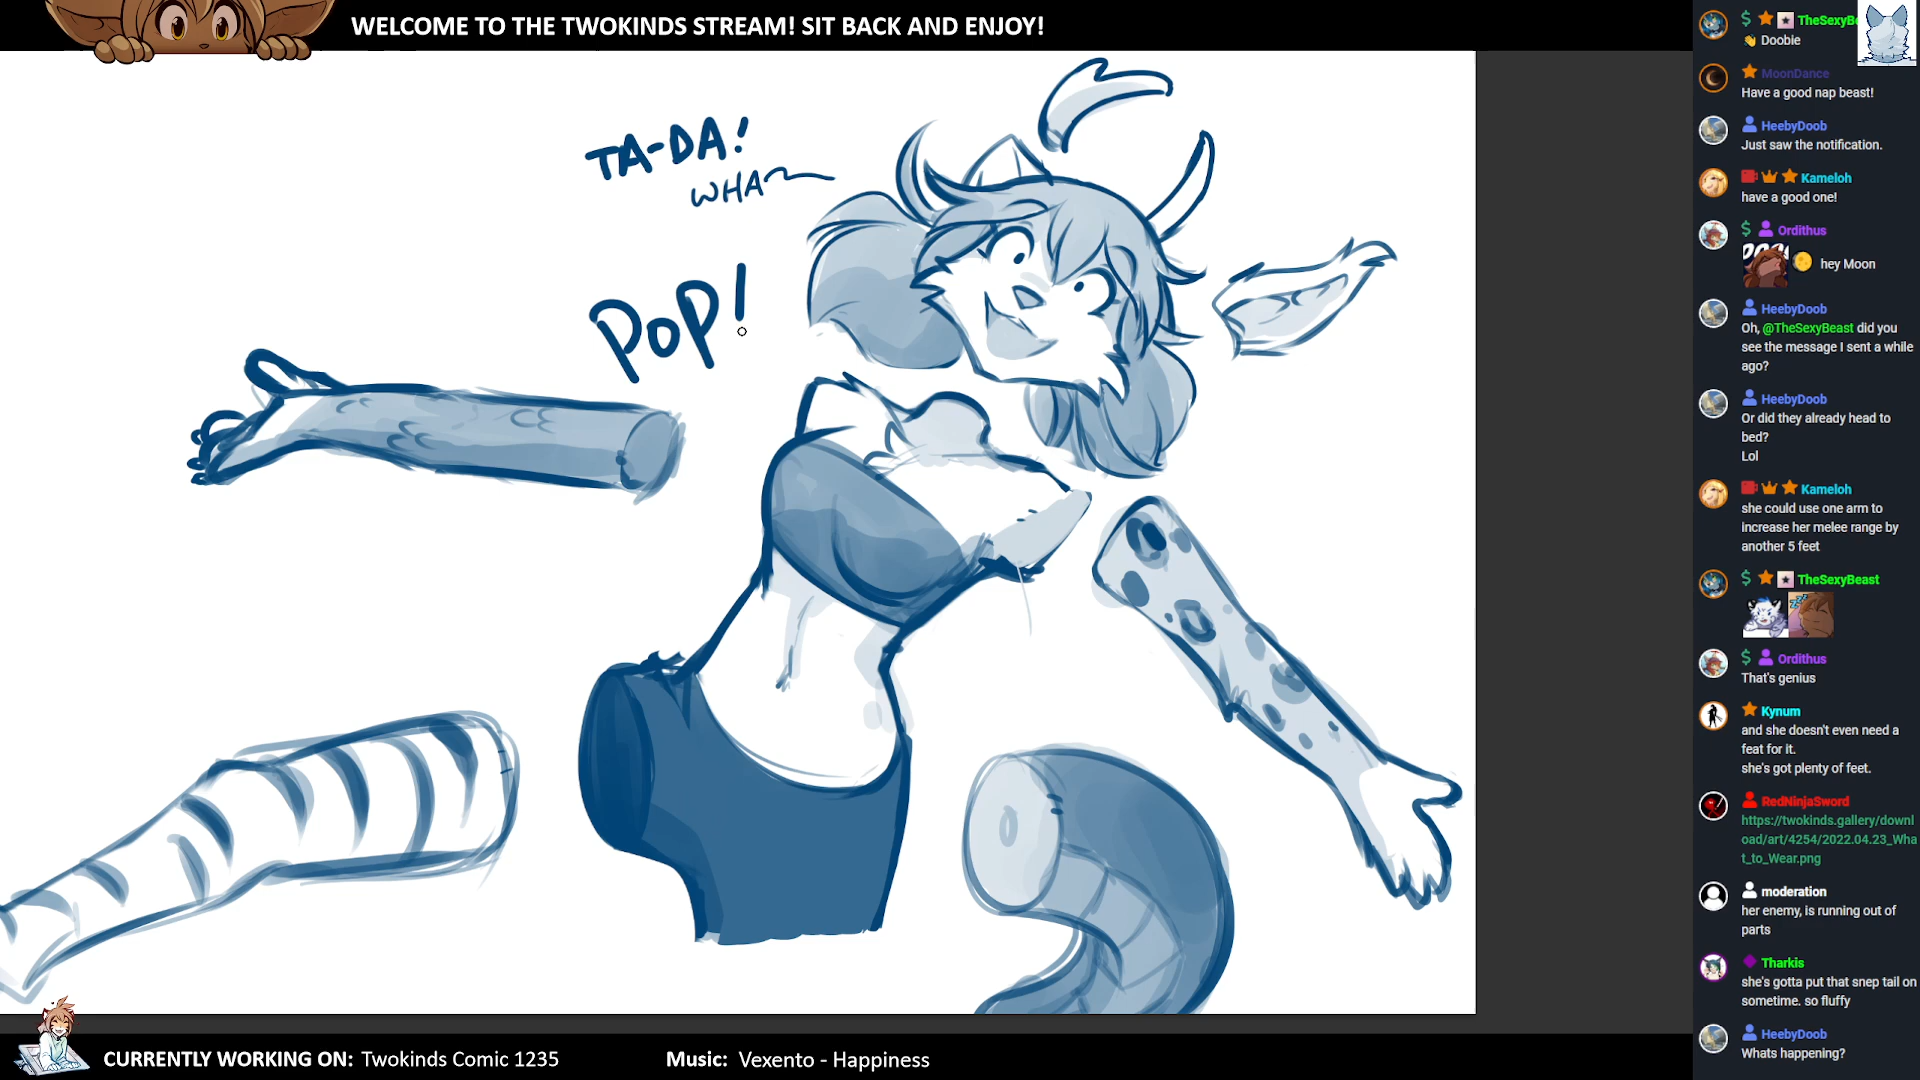 WELCOME TO THE TWOKINDS STREAM! SIT BACK AND ENJOY!
TA-DA!
WHA
POP!
CURRENTLY WORKING ON: Twokinds Comic 1235
Music: Vexento - Happiness
TheSexyBe
👋 Doobie
MoonDance
Have a good nap beast!
HeebyDoob
Just saw the notification.
Kameloh
have a good one!
Ordithus
hey Moon
HeebyDoob
Oh, @TheSexyBeast did you
see the message I sent a while
ago?
HeebyDoob
Or did they already head to
bed?
Lol
Kameloh
she could use one arm to
increase her melee range by
another 5 feet
TheSexyBeast
Ordithus
That's genius
Kynum
and she doesn't even need a
feat for it.
she's got plenty of feet.
RedNinjaSword
https://twokinds.gallery/downl
oad/art/4254/2022.04.23_Wha
t_to_Wear.png
moderation
her enemy, is running out of
parts
Tharkis
she's gotta put that snep tail on
sometime. so fluffy
HeebyDoob
Whats happening?